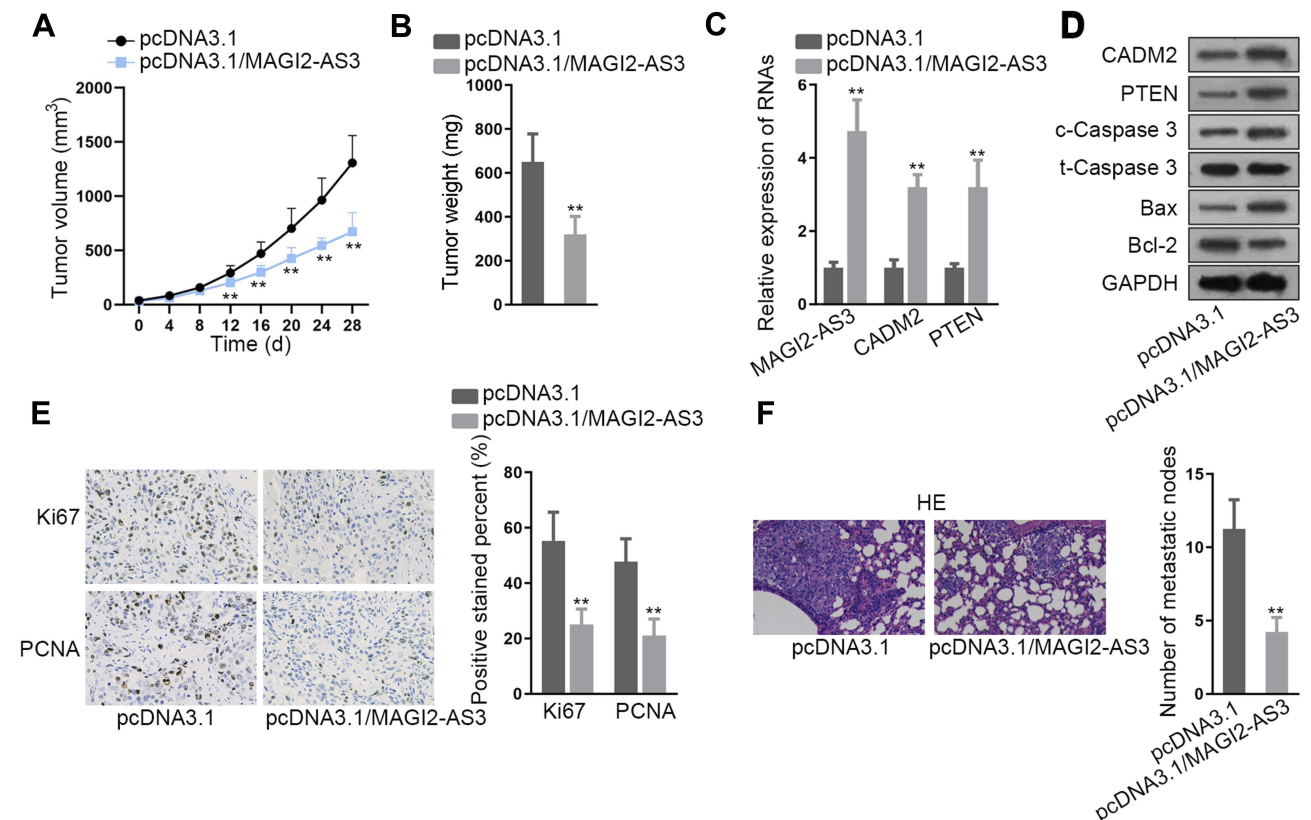 A
pcDNA3.1
pcDNA3.1/MAGI2-AS3
Tumor volume (mm3)
2000
1500
1000
500
0
0 4 8 12 16 20 24 28
** ** ** ** **
Time (d)
B
pcDNA3.1
pcDNA3.1/MAGI2-AS3
Tumor weight (mg)
1000
800
600
400
200
0
**
C
pcDNA3.1
pcDNA3.1/MAGI2-AS3
Relative expression of RNAs
6
4
2
0
** ** **
MAGI2-AS3 CADM2 PTEN
D
CADM2
PTEN
c-Caspase 3
t-Caspase 3
Bax
Bcl-2
GAPDH
pcDNA3.1
pcDNA3.1/MAGI2-AS3
E
Ki67
PCNA
pcDNA3.1 pcDNA3.1/MAGI2-AS3
pcDNA3.1
pcDNA3.1/MAGI2-AS3
Positive stained percent (%)
80
60
40
20
0
** **
Ki67 PCNA
F
HE
pcDNA3.1 pcDNA3.1/MAGI2-AS3
Number of metastatic nodes
15
10
5
0
**
pcDNA3.1
pcDNA3.1/MAGI2-AS3